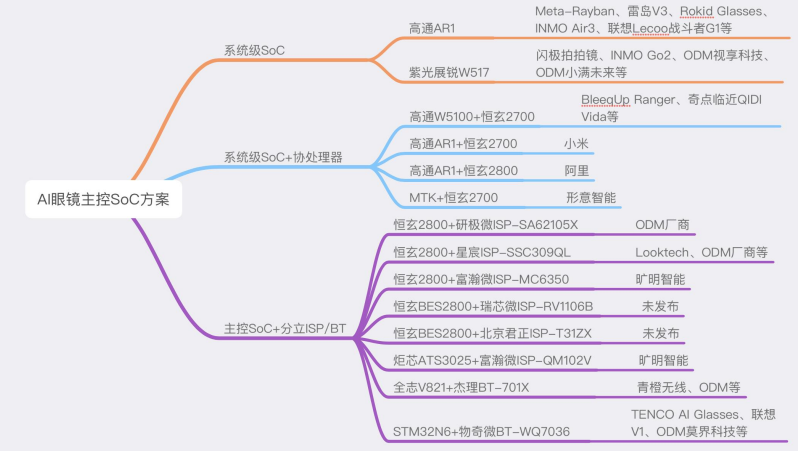 AI眼镜主控SoC方案
系统级SoC
高通AR1
Meta-Rayban、雷岛V3、Rokid Glasses、
INMO Air3、联想Lecoo战斗者G1等
紫光展锐W517
闪极拍拍镜、INMO Go2、ODM视享科技、
ODM小满未来等
系统级SoC+协处理器
高通W5100+恒玄2700
BleeqUp Ranger、奇点临近QIDI
Vida等
高通AR1+恒玄2700
小米
高通AR1+恒玄2800
阿里
MTK+恒玄2700
形意智能
主控SoC+分立ISP/BT
恒玄2800+研极微ISP-SA62105X
ODM厂商
恒玄2800+星宸ISP-SSC309QL
Looktech、ODM厂商等
恒玄2800+富瀚微ISP-MC6350
旷明智能
恒玄BES2800+瑞芯微ISP-RV1106B
未发布
恒玄BES2800+北京君正ISP-T31ZX
未发布
炬芯ATS3025+富瀚微ISP-QM102V
旷明智能
全志V821+杰理BT-701X
青橙无线、ODM等
STM32N6+物奇微BT-WQ7036
TENCO AI Glasses、联想
V1、ODM莫界科技等